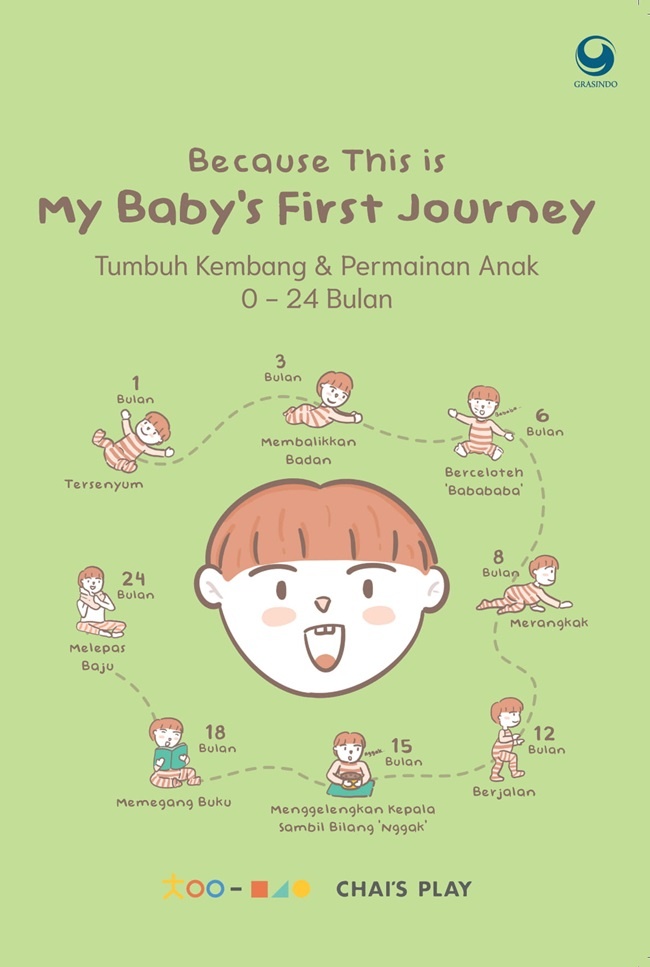 GRASINDO
Because This is
My Baby's First Journey
Tumbuh Kembang & Permainan Anak
0 – 24 Bulan
1
Bulan
Tersenyum
3
Bulan
Membalikkan
Badan
Bababa..
6
Bulan
Berceloteh
'Babababa'
8
Bulan
Merangkak
12
Bulan
Berjalan
nggak
15
Bulan
Menggelengkan Kepala
Sambil Bilang 'Nggak'
18
Bulan
Memegang Buku
24
Bulan
Melepas
Baju
CHAI'S PLAY